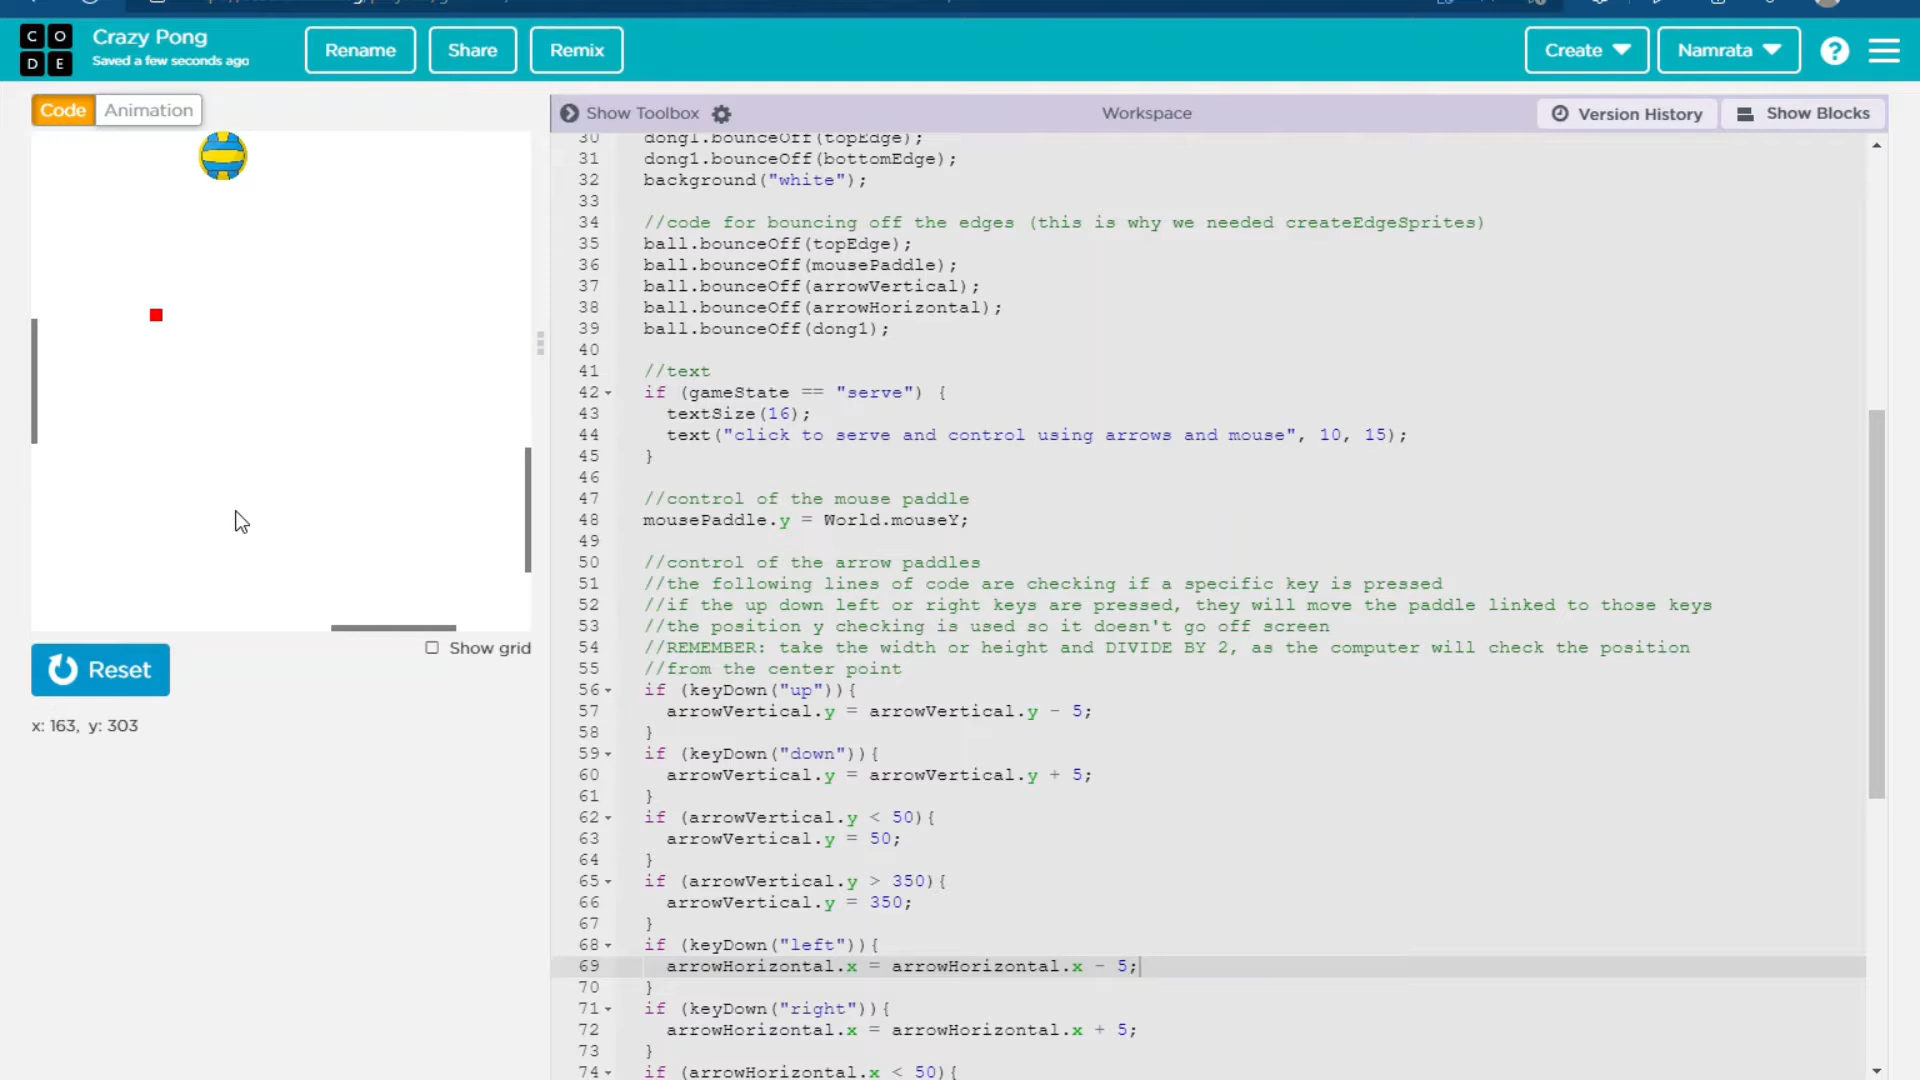 C O
D E
Crazy Pong
Saved a few seconds ago
Rename
Share
Remix
Create
Namrata
?
Code
Animation
Show Toolbox
Workspace
Version History
Show Blocks
30 dong1.bounceOff(topEdge);
31 dong1.bounceOff(bottomEdge);
32 background("white");
33
34 //code for bouncing off the edges (this is why we needed createEdgeSprites)
35 ball.bounceOff(topEdge);
36 ball.bounceOff(mousePaddle);
37 ball.bounceOff(arrowVertical);
38 ball.bounceOff(arrowHorizontal);
39 ball.bounceOff(dong1);
40
41 //text
42 if (gameState == "serve") {
43 textSize(16);
44 text("click to serve and control using arrows and mouse", 10, 15);
45 }
46
47 //control of the mouse paddle
48 mousePaddle.y = World.mouseY;
49
50 //control of the arrow paddles
51 //the following lines of code are checking if a specific key is pressed
52 //if the up down left or right keys are pressed, they will move the paddle linked to those keys
53 //the position y checking is used so it doesn't go off screen
54 //REMEMBER: take the width or height and DIVIDE BY 2, as the computer will check the position
55 //from the center point
56 if (keyDown("up")){
57 arrowVertical.y = arrowVertical.y - 5;
58 }
59 if (keyDown("down")){
60 arrowVertical.y = arrowVertical.y + 5;
61 }
62 if (arrowVertical.y < 50){
63 arrowVertical.y = 50;
64 }
65 if (arrowVertical.y > 350){
66 arrowVertical.y = 350;
67 }
68 if (keyDown("left")){
69 arrowHorizontal.x = arrowHorizontal.x - 5;
70 }
71 if (keyDown("right")){
72 arrowHorizontal.x = arrowHorizontal.x + 5;
73 }
74 if (arrowHorizontal.x < 50){
Show grid
Reset
x: 163, y: 303